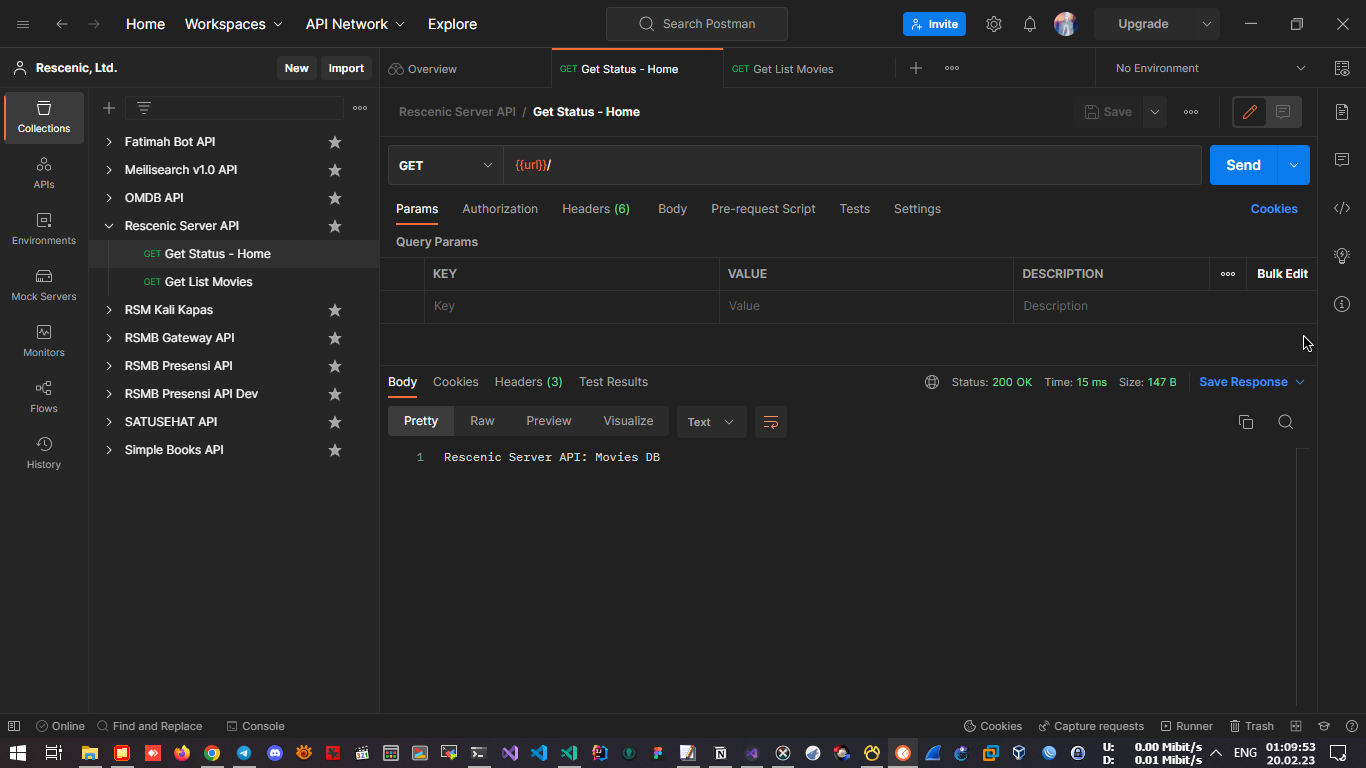 Home Workspaces API Network Explore Search Postman Invite Upgrade
Rescenic, Ltd. New Import Overview GET Get Status - Home GET Get List Movies No Environment
Collections
APIs
Environments
Mock Servers
Monitors
Flows
History
Fatimah Bot API
Meilisearch v1.0 API
OMDB API
Rescenic Server API
GET Get Status - Home
GET Get List Movies
RSM Kali Kapas
RSMB Gateway API
RSMB Presensi API
RSMB Presensi API Dev
SATUSEHAT API
Simple Books API
Rescenic Server API / Get Status - Home Save
GET {{url}}/ Send
Params Authorization Headers (6) Body Pre-request Script Tests Settings Cookies
Query Params
KEY VALUE DESCRIPTION Bulk Edit
Key Value Description
Body Cookies Headers (3) Test Results Status: 200 OK Time: 15 ms Size: 147 B Save Response
Pretty Raw Preview Visualize Text
1 Rescenic Server API: Movies DB
Online Find and Replace Console Cookies Capture requests Runner Trash
U: 0.00 Mibit/s
D: 0.01 Mibit/s
ENG
01:09:53
20.02.23